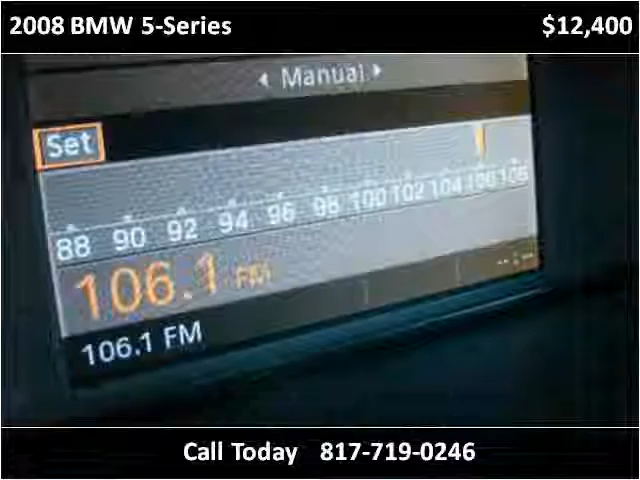 2008 BMW 5-Series $12,400
Manual
Set
88 90 92 94 96 98 100 102 104 106 108
106.1 FM
106.1 FM
Call Today 817-719-0246